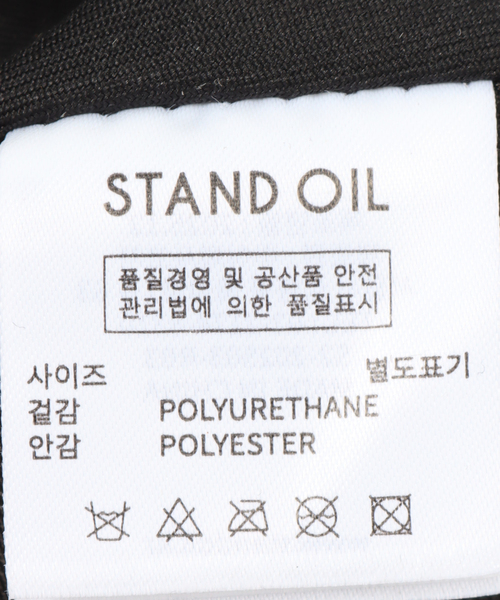 STAND OIL
품질경영 및 공산품 안전
관리법에 의한 품질표시
사이즈 별도표기
겉감 POLYURETHANE
안감 POLYESTER